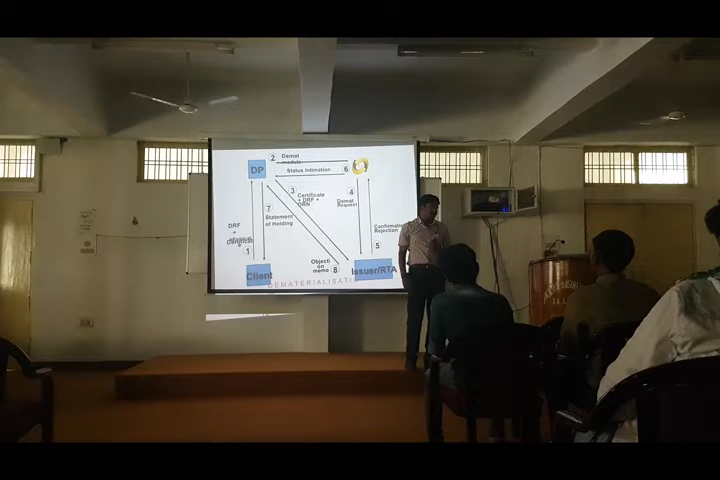 2
Demat
module
DP
Status Intimation
6
3
Certificate
+ DRF +
DRN
4
Demat
Request
7
Statement
of Holding
DRF
+
1
Confirmation
Rejection
5
Objecti
on
memo
8
Client
Issuer/RTA
DEMATERIALISATI